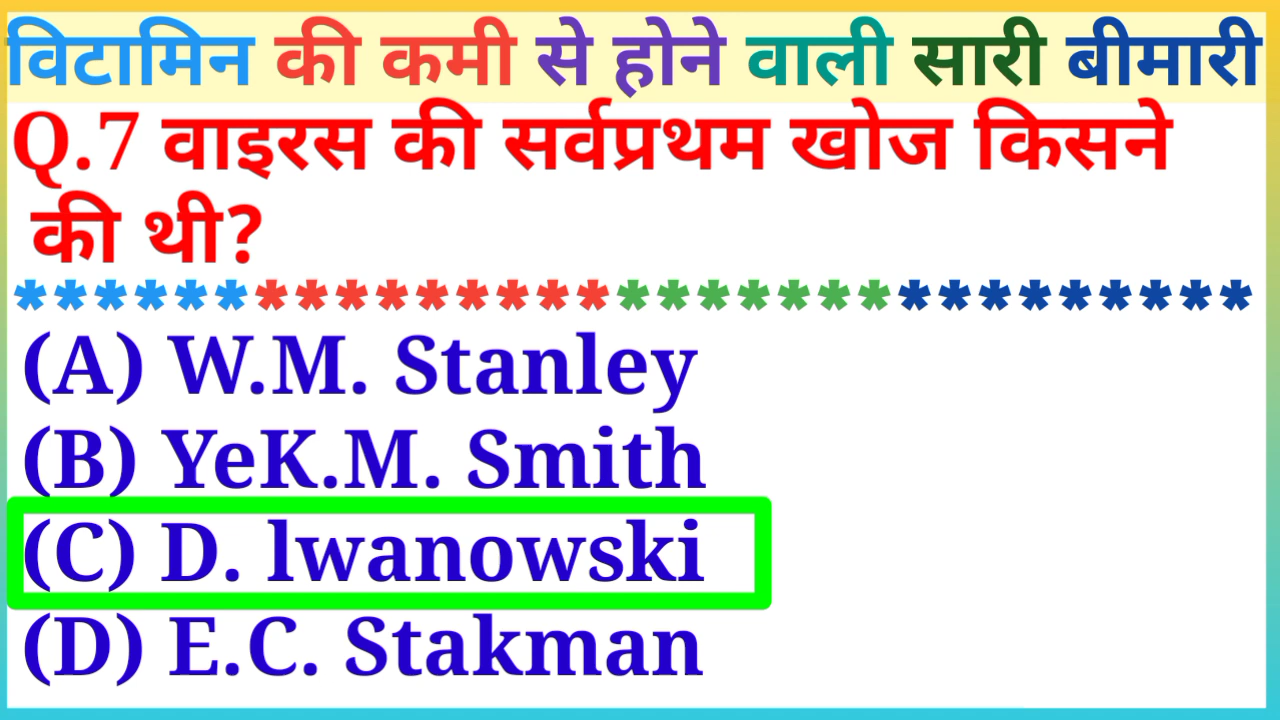 विटामिन की कमी से होने वाली सारी बीमारी
Q.7 वाइरस की सर्वप्रथम खोज किसने
की थी?
*******************************
(A) W.M. Stanley
(B) YeK.M. Smith
(C) D. lwanowski
(D) E.C. Stakman